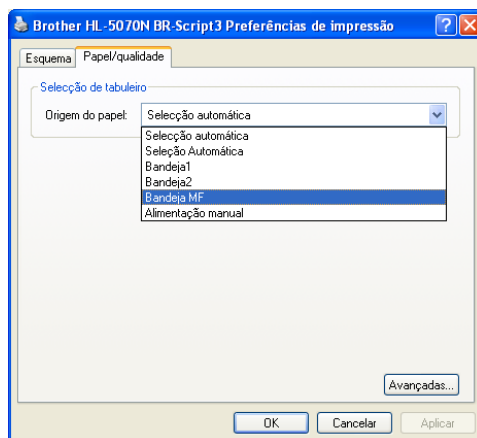 Brother HL-5070N BR-Script3 Preferências de impressão
Esquema Papel/qualidade
Selecção de tabuleiro
Origem do papel: Selecção automática
Selecção automática
Seleção Automática
Bandeja1
Bandeja2
Bandeja MF
Alimentação manual
Avançadas...
OK Cancelar Aplicar